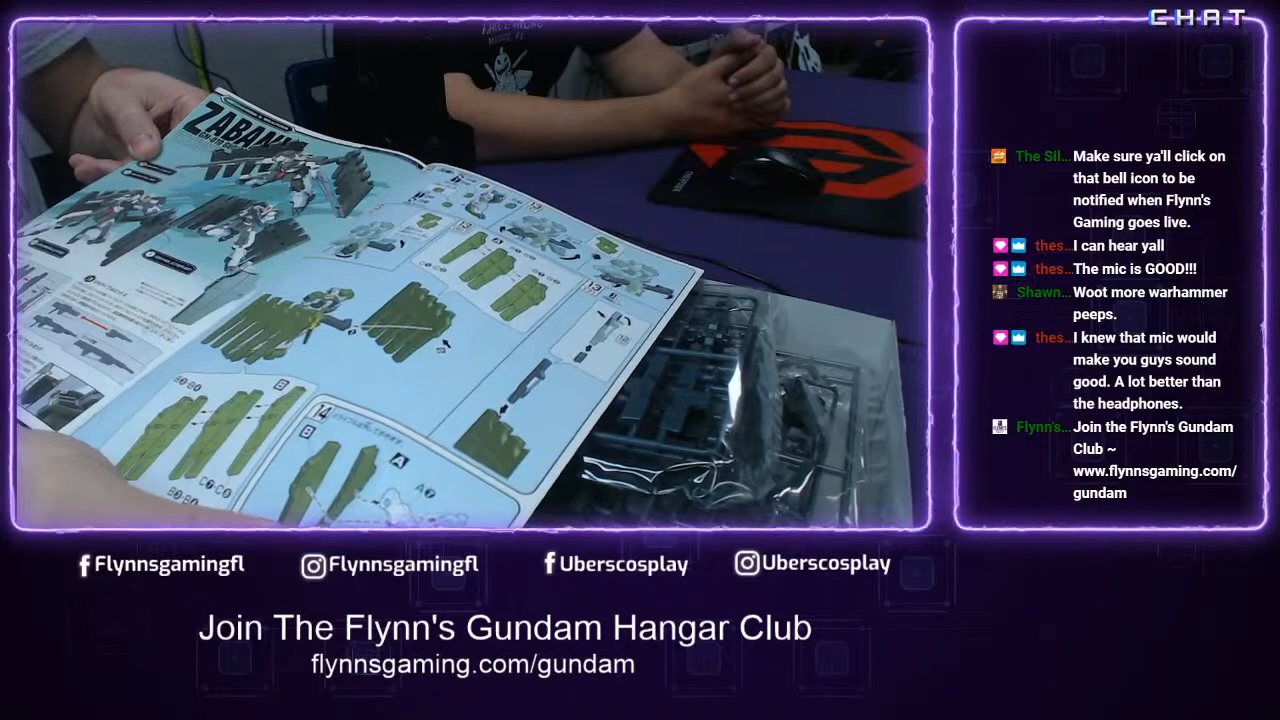 CHAT
ZABANYA
The Sil... Make sure ya'll click on
that bell icon to be
notified when Flynn's
Gaming goes live.
thes... I can hear yall
thes... The mic is GOOD!!!
Shawn... Woot more warhammer
peeps.
thes... I knew that mic would
make you guys sound
good. A lot better than
the headphones.
Flynn's... Join the Flynn's Gundam
Club ~
www.flynnsgaming.com/
gundam
14
B
A
B
13
Flynnsgamingfl
Flynnsgamingfl
Uberscosplay
Uberscosplay
Join The Flynn's Gundam Hangar Club
flynnsgaming.com/gundam